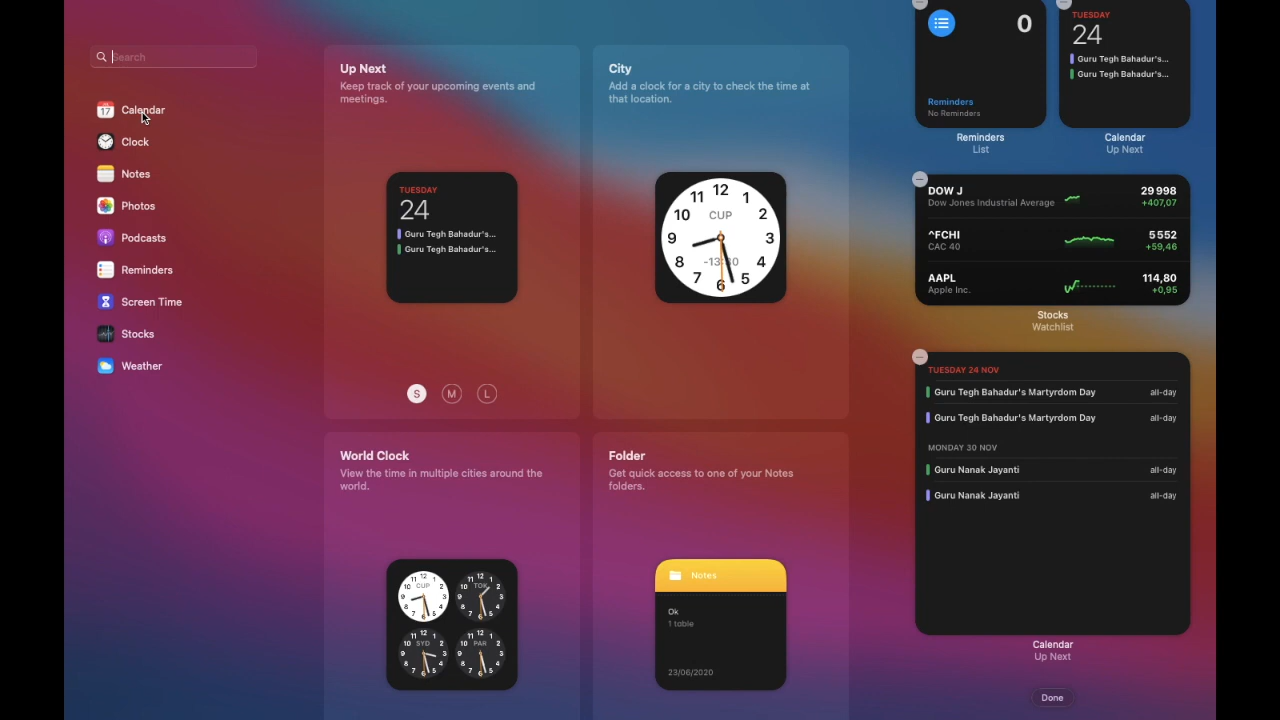 Search
Calendar
Clock
Notes
Photos
Podcasts
Reminders
Screen Time
Stocks
Weather
Up Next
Keep track of your upcoming events and
meetings.
TUESDAY
24
Guru Tegh Bahadur's...
Guru Tegh Bahadur's...
S M L
City
Add a clock for a city to check the time at
that location.
12
11 1
10 CUP 2
9 3
8 -13:30 4
7 5
6
World Clock
View the time in multiple cities around the
world.
CUP
TOK
SYD
PAR
Folder
Get quick access to one of your Notes
folders.
Notes
Ok
1 table
23/06/2020
0
Reminders
No Reminders
Reminders
List
TUESDAY
24
Guru Tegh Bahadur's...
Guru Tegh Bahadur's...
Calendar
Up Next
DOW J 29 998
Dow Jones Industrial Average +407,07
^FCHI 5 552
CAC 40 +59,46
AAPL 114,80
Apple Inc. +0,95
Stocks
Watchlist
TUESDAY 24 NOV
Guru Tegh Bahadur's Martyrdom Day all-day
Guru Tegh Bahadur's Martyrdom Day all-day
MONDAY 30 NOV
Guru Nanak Jayanti all-day
Guru Nanak Jayanti all-day
Calendar
Up Next
Done